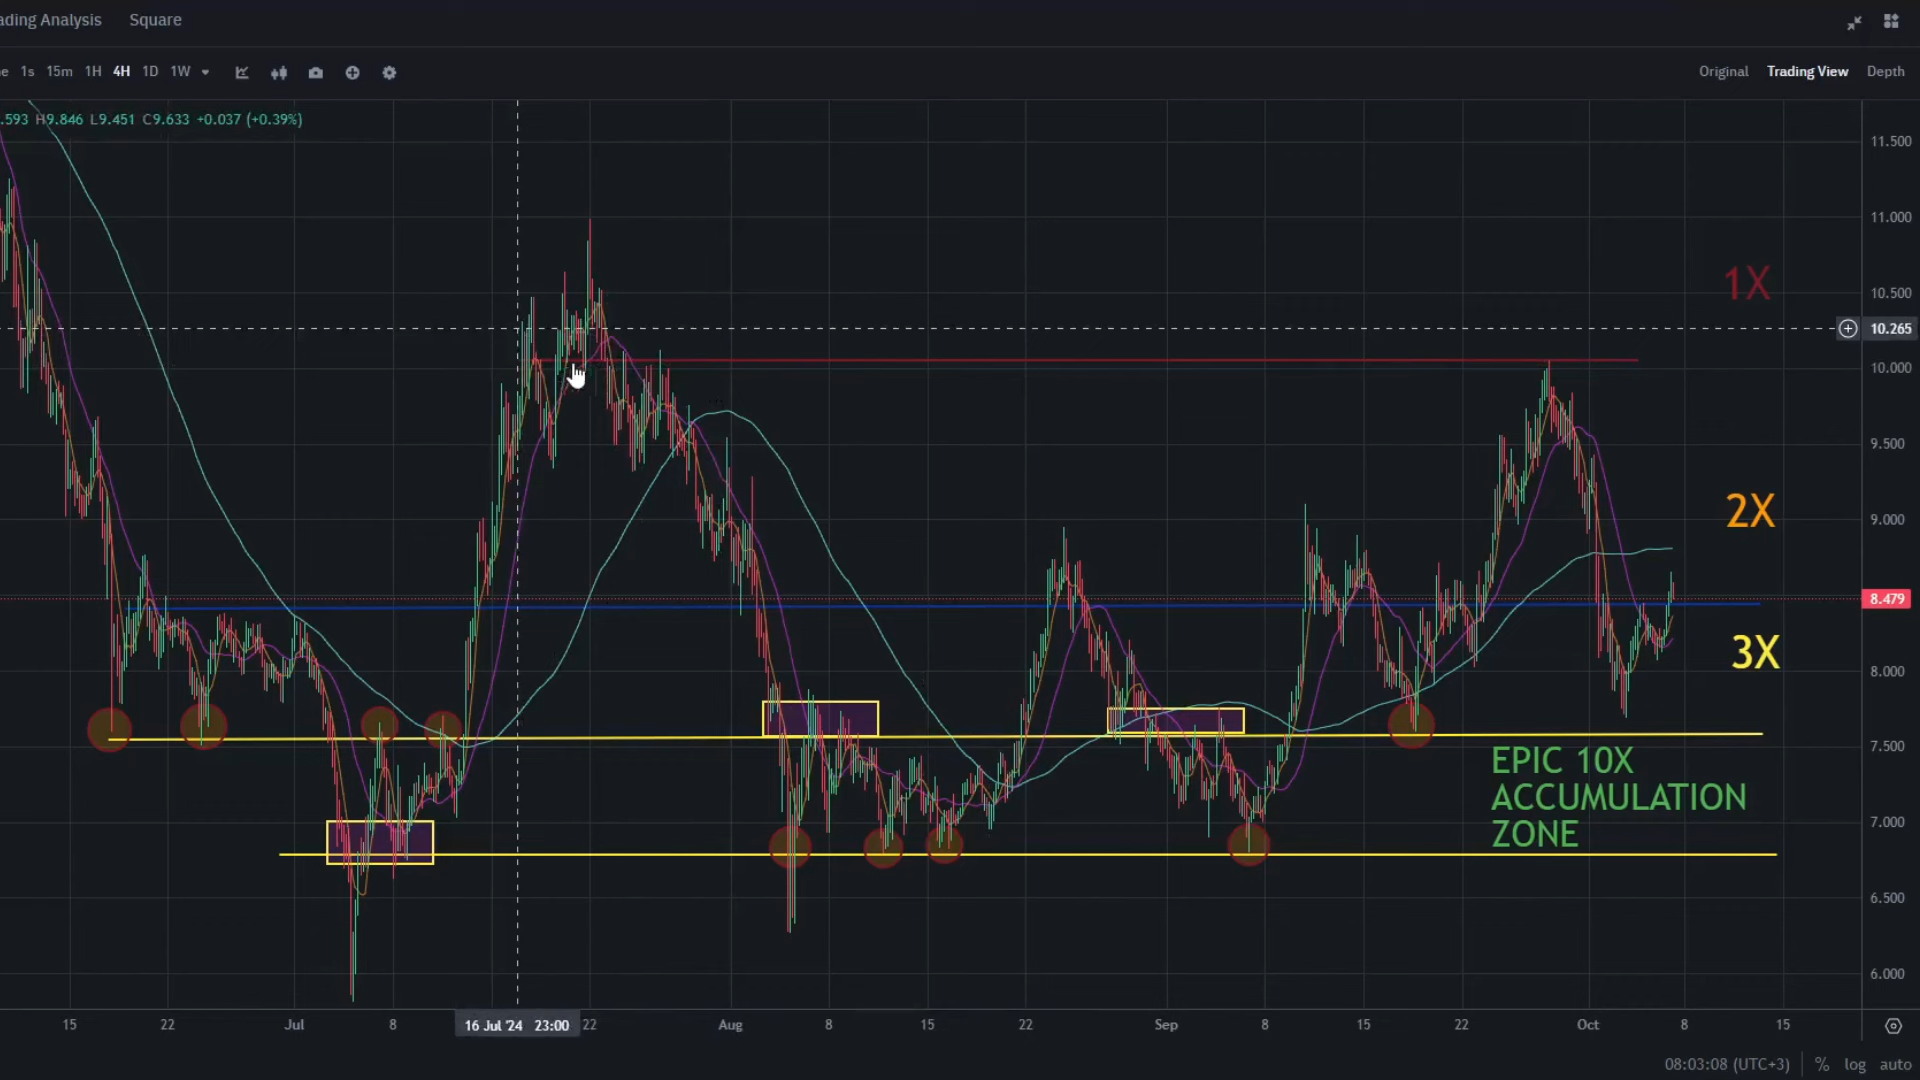 ading Analysis Square
e 1s 15m 1H 4H 1D 1W Original Trading View Depth
.593 H9.846 L9.451 C9.633 +0.037 (+0.39%)
11.500
11.000
1X
10.500
10.265
10.000
9.500
2X
9.000
8.479
3X
8.000
7.500
EPIC 10X
ACCUMULATION
ZONE
7.000
6.500
6.000
15 22 Jul 8 16 Jul '24 23:00 22 Aug 8 15 22 Sep 8 15 22 Oct 8 15
08:03:08 (UTC+3) % log auto